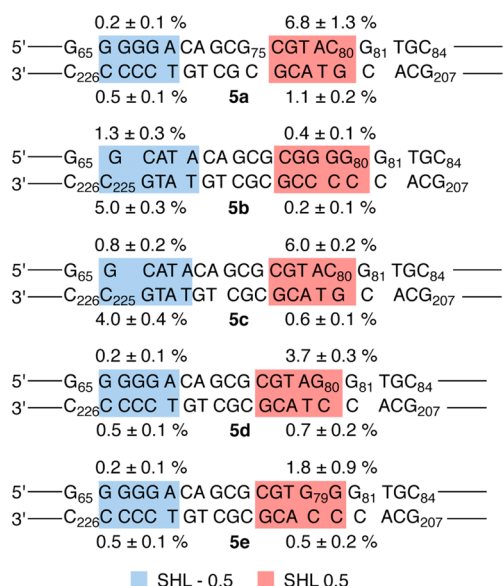 0.2 ± 0.1 % 6.8 ± 1.3 %
5' G65 G GGG A C A GCG75 CGT AC80 G81 TGC84
3' C226 C CCC T GT CG C GCA T G C ACG207
0.5 ± 0.1 % 5a 1.1 ± 0.2 %
1.3 ± 0.3 % 0.4 ± 0.1 %
5' G65 G CAT A CA GCG CGG GG80 G81 TGC84
3' C226 C225 GTA T GT CGC GCC C C C ACG207
5.0 ± 0.3 % 5b 0.2 ± 0.1 %
0.8 ± 0.2 % 6.0 ± 0.2 %
5' G65 G CAT A CA GCG CGT AC80 G81 TGC84
3' C226 C225 GTA T GT CGC GCA T G C ACG207
4.0 ± 0.4 % 5c 0.6 ± 0.1 %
0.2 ± 0.1 % 3.7 ± 0.3 %
5' G65 G GGG A CA GCG CGT AG80 G81 TGC84
3' C226 C CCC T GT CGC GCA T C C ACG207
0.5 ± 0.1 % 5d 0.7 ± 0.2 %
0.2 ± 0.1 % 1.8 ± 0.9 %
5' G65 G GGG A CA GCG CGT G79G G81 TGC84
3' C226 C CCC T GT CGC GCA C C C ACG207
0.5 ± 0.1 % 5e 0.5 ± 0.2 %
SHL - 0.5 SHL 0.5